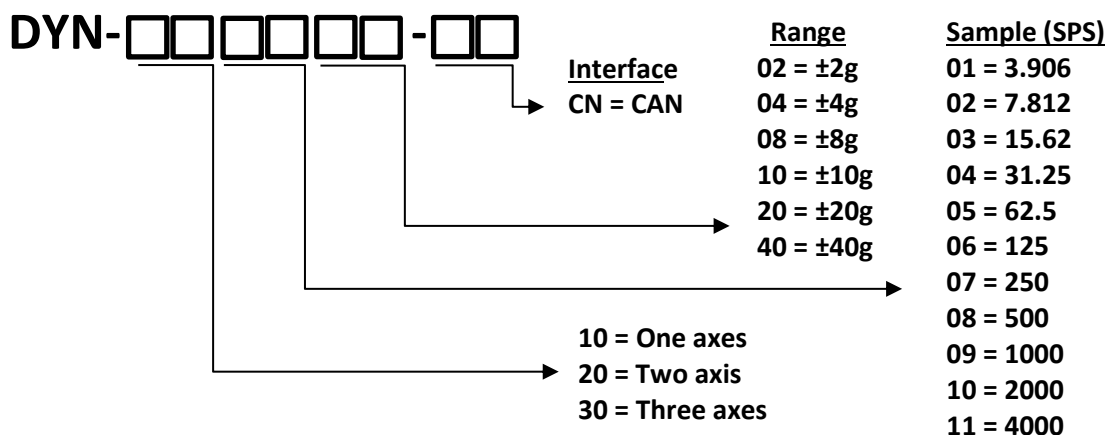 DYN-□□□□□□-□□
Interface
CN = CAN
Range
02 = ±2g
04 = ±4g
08 = ±8g
10 = ±10g
20 = ±20g
40 = ±40g
Sample (SPS)
01 = 3.906
02 = 7.812
03 = 15.62
04 = 31.25
05 = 62.5
06 = 125
07 = 250
08 = 500
09 = 1000
10 = 2000
11 = 4000
10 = One axes
20 = Two axis
30 = Three axes